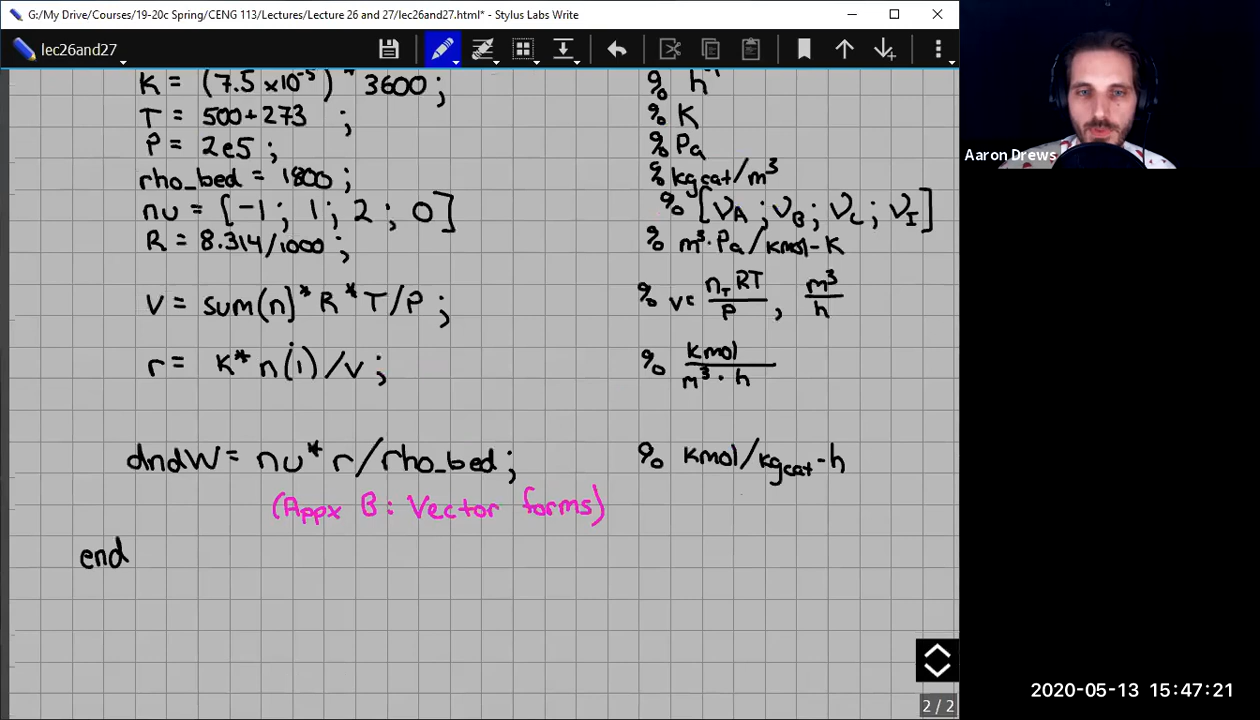 G:/My Drive/Courses/19-20c Spring/CENG 113/Lectures/Lecture 26 and 27/lec26and27.html* - Stylus Labs Write
lec26and27
K = (7.5 x10⁻⁵) * 3600 ; % h⁻¹
T = 500+273 ; % K
P = 2e5 ; % Pa
rho_bed = 1800 ; % kgcat/m³
nu = [-1 ; 1 ; 2 ; 0] % [νA ; νB ; νC ; νI]
R = 8.314/1000 ; % m³·Pa/kmol-K
V = sum(n)*R*T/P ; % V= nT RT / P , m³/h
r = K* n(1) /V ; % kmol / m³·h
dndW = nu* r/rho_bed ; % kmol/kgcat-h
(Appx B: Vector forms)
end
Aaron Drews
2 / 2
2020-05-13 15:47:21